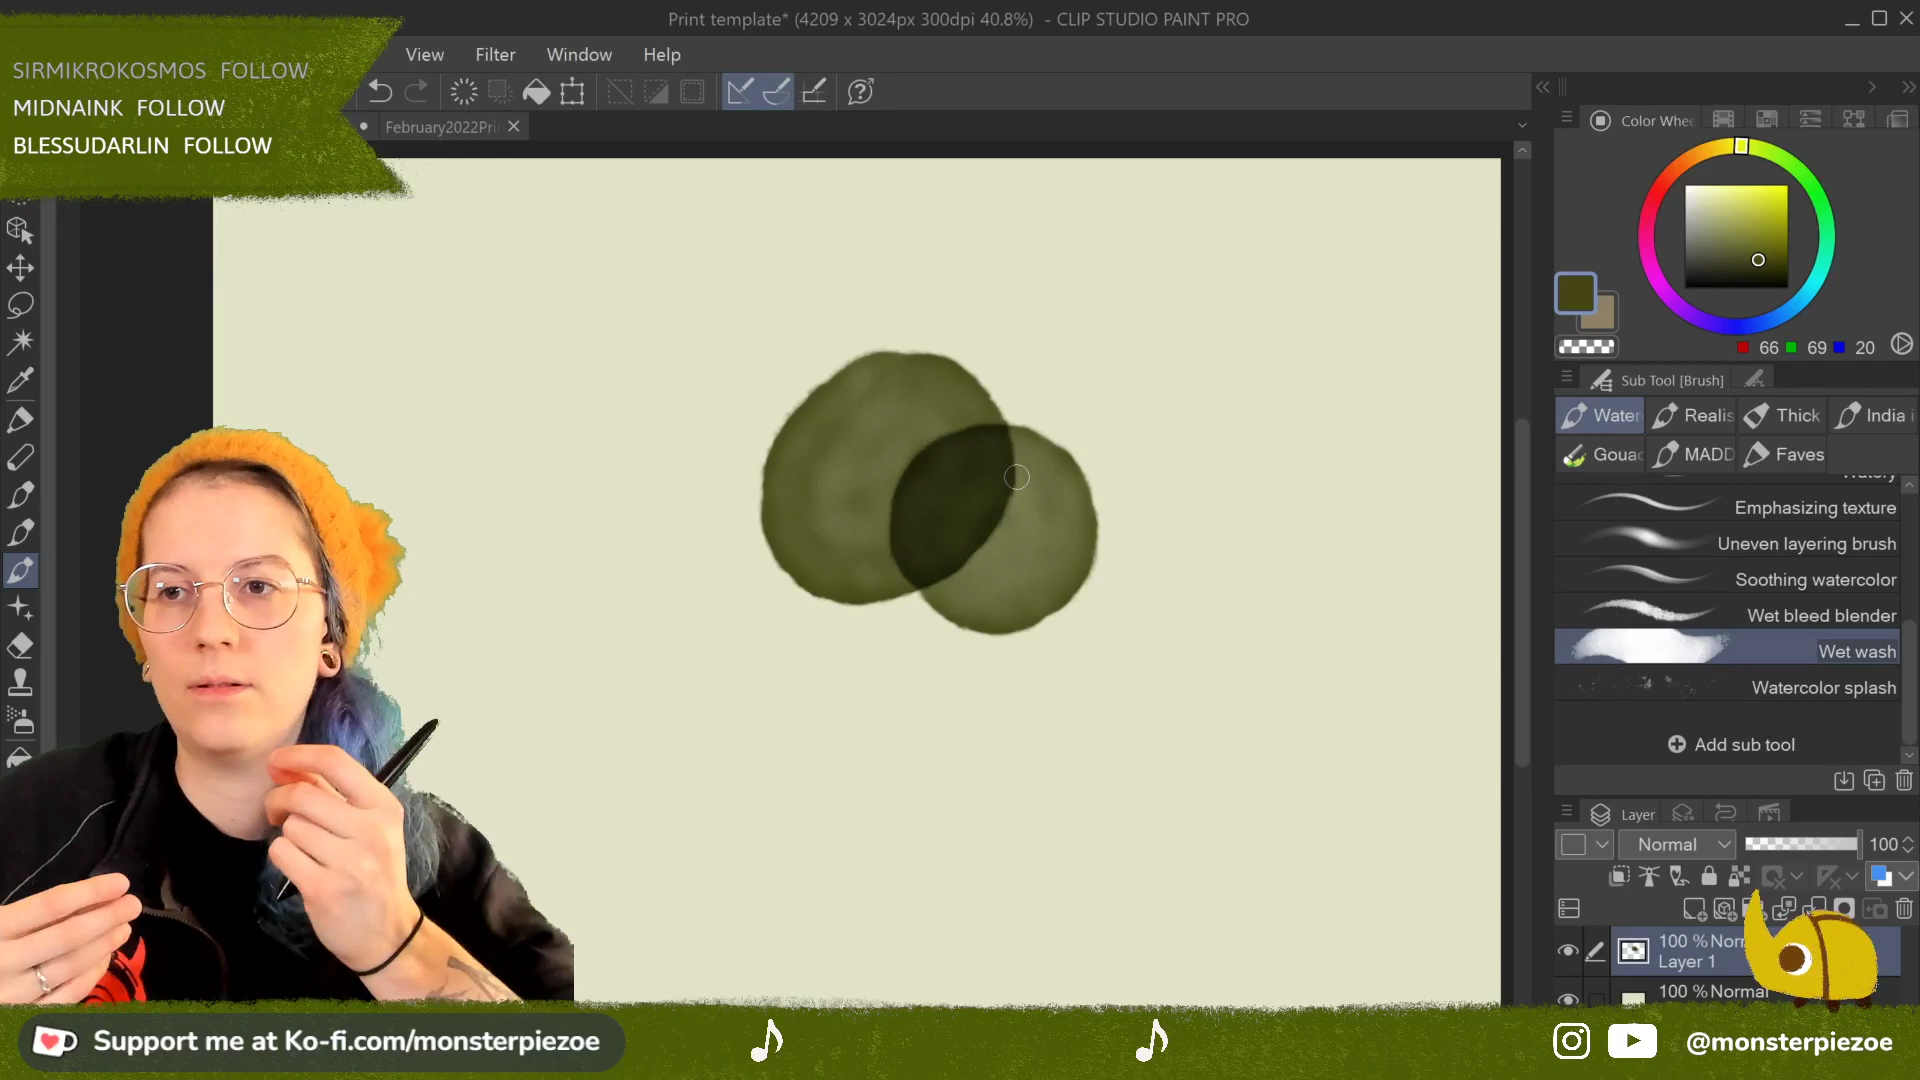 Print template* (4209 x 3024px 300dpi 40.8%) - CLIP STUDIO PAINT PRO
SIRMIKROKOSMOS FOLLOW
MIDNAINK FOLLOW
BLESSUDARLIN FOLLOW
View Filter Window Help
February2022Pri
Color Whee
66 69 20
Sub Tool [Brush]
Water Realis Thick India i
Gouac MADD Faves
Emphasizing texture
Uneven layering brush
Soothing watercolor
Wet bleed blender
Wet wash
Watercolor splash
Add sub tool
Layer
Normal 100
100 % Norm
Layer 1
100 % Normal
Support me at Ko-fi.com/monsterpiezoe
@monsterpiezoe